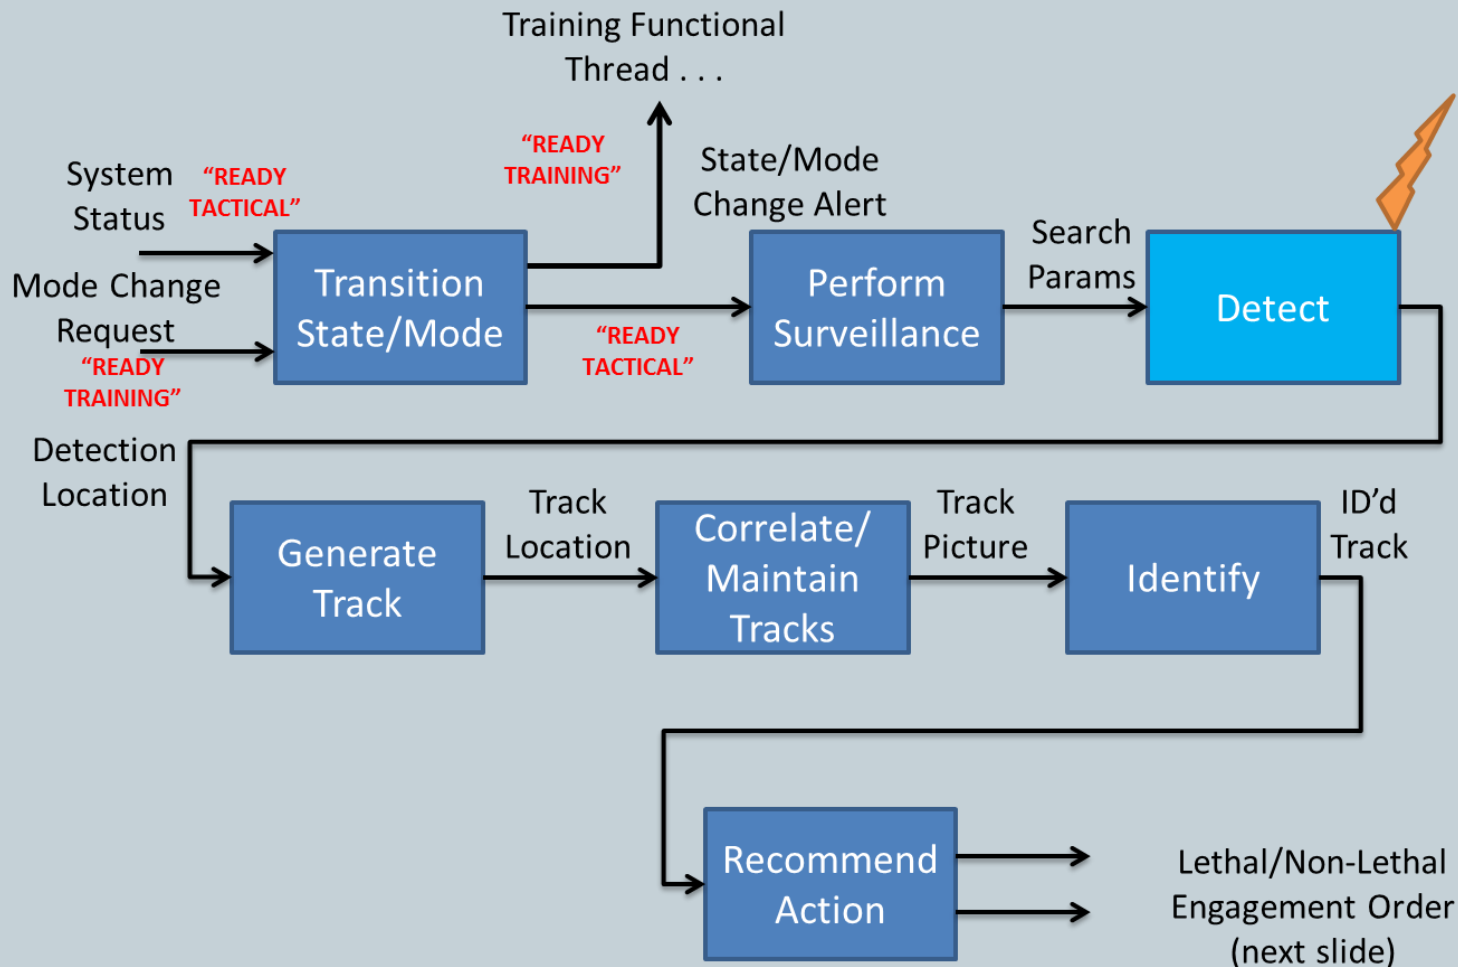 Training Functional
Thread . . .
System
Status
“READY
TACTICAL”
“READY
TRAINING”
State/Mode
Change Alert
Mode Change
Request
“READY
TRAINING”
Transition
State/Mode
“READY
TACTICAL”
Perform
Surveillance
Search
Params
Detect
Detection
Location
Generate
Track
Track
Location
Correlate/
Maintain
Tracks
Track
Picture
Identify
ID’d
Track
Recommend
Action
Lethal/Non-Lethal
Engagement Order
(next slide)